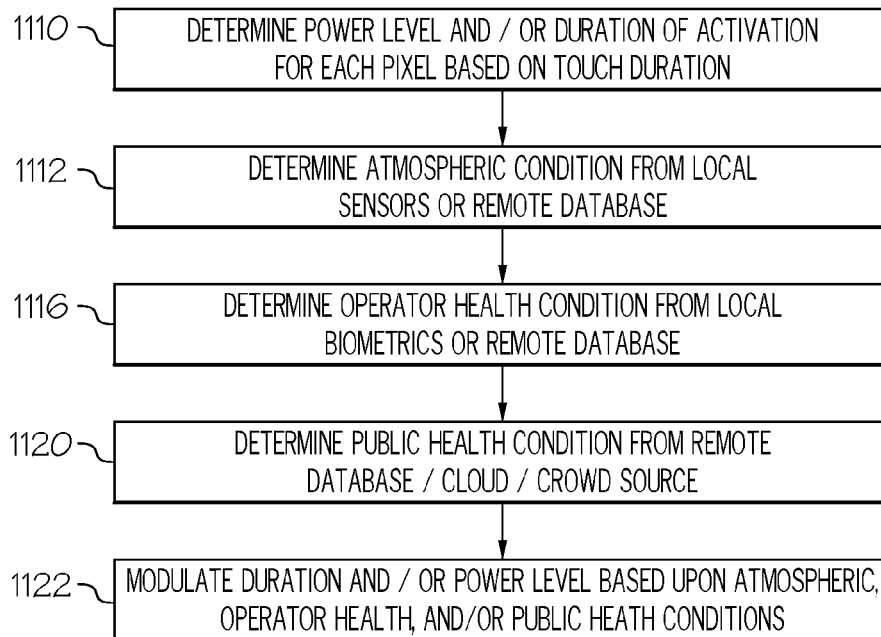 1110
DETERMINE POWER LEVEL AND / OR DURATION OF ACTIVATION
FOR EACH PIXEL BASED ON TOUCH DURATION
1112
DETERMINE ATMOSPHERIC CONDITION FROM LOCAL
SENSORS OR REMOTE DATABASE
1116
DETERMINE OPERATOR HEALTH CONDITION FROM LOCAL
BIOMETRICS OR REMOTE DATABASE
1120
DETERMINE PUBLIC HEALTH CONDITION FROM REMOTE
DATABASE / CLOUD / CROWD SOURCE
1122
MODULATE DURATION AND / OR POWER LEVEL BASED UPON ATMOSPHERIC,
OPERATOR HEALTH, AND/OR PUBLIC HEATH CONDITIONS